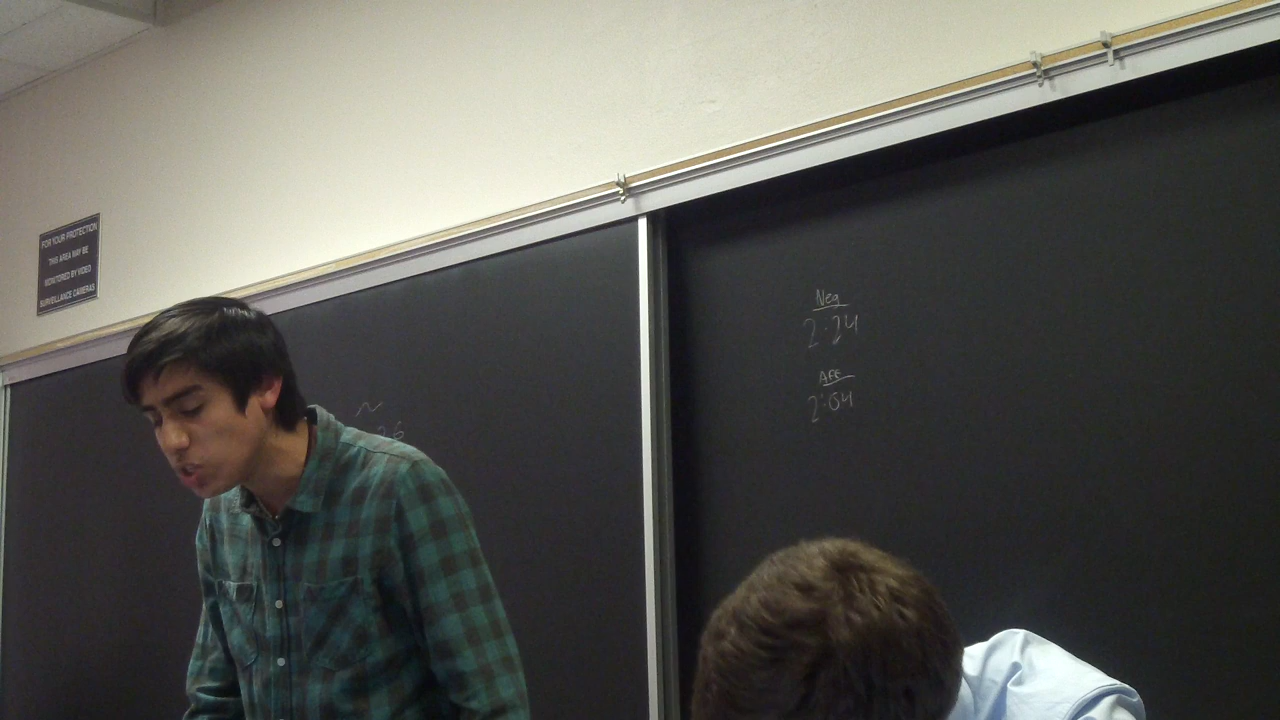 FOR YOUR PROTECTION
THIS AREA MAY BE
MONITORED BY VIDEO
SURVEILLANCE CAMERAS
Neg
2:24
Aff
2:04